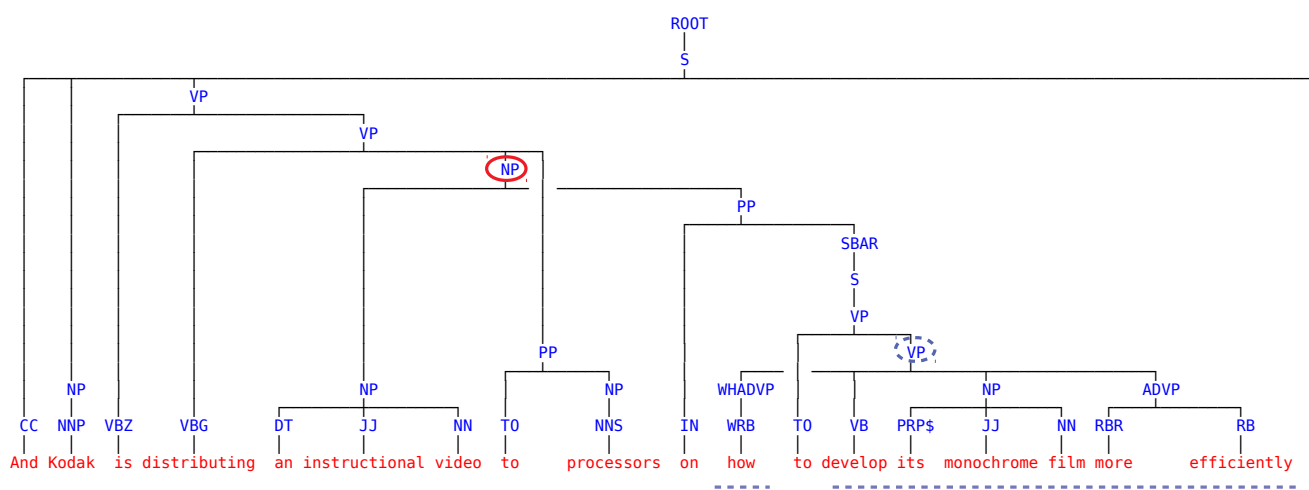 ROOT
S
VP
VP
NP
PP
SBAR
S
VP
PP VP
NP NP NP WHADVP NP ADVP
CC NNP VBZ VBG DT JJ NN TO NNS IN WRB TO VB PRP$ JJ NN RBR RB
And Kodak is distributing an instructional video to processors on how to develop its monochrome film more efficiently